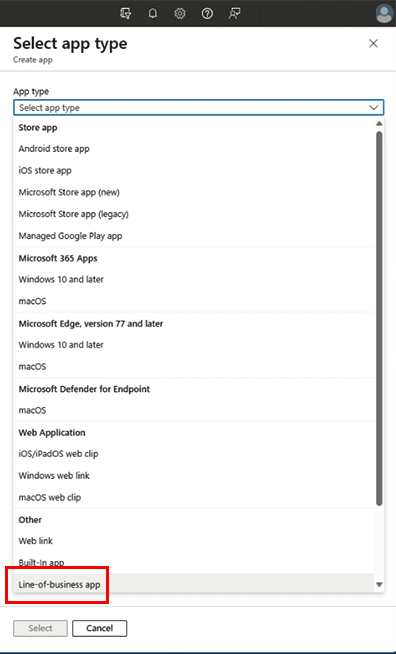 Select app type
Create app
App type
Select app type
Store app
Android store app
iOS store app
Microsoft Store app (new)
Microsoft Store app (legacy)
Managed Google Play app
Microsoft 365 Apps
Windows 10 and later
macOS
Microsoft Edge, version 77 and later
Windows 10 and later
macOS
Microsoft Defender for Endpoint
macOS
Web Application
iOS/iPadOS web clip
Windows web link
macOS web clip
Other
Web link
Built-In app
Line-of-business app
Select
Cancel